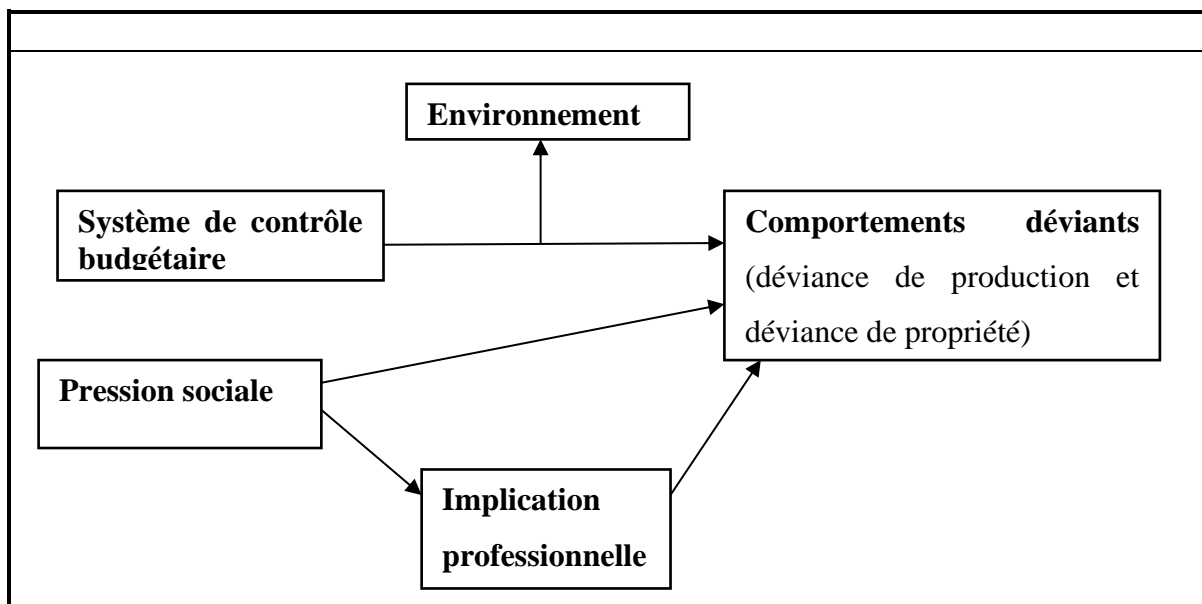 Environnement
Système de contrôle
budgétaire
Comportements déviants
(déviance de production et
déviance de propriété)
Pression sociale
Implication
professionnelle